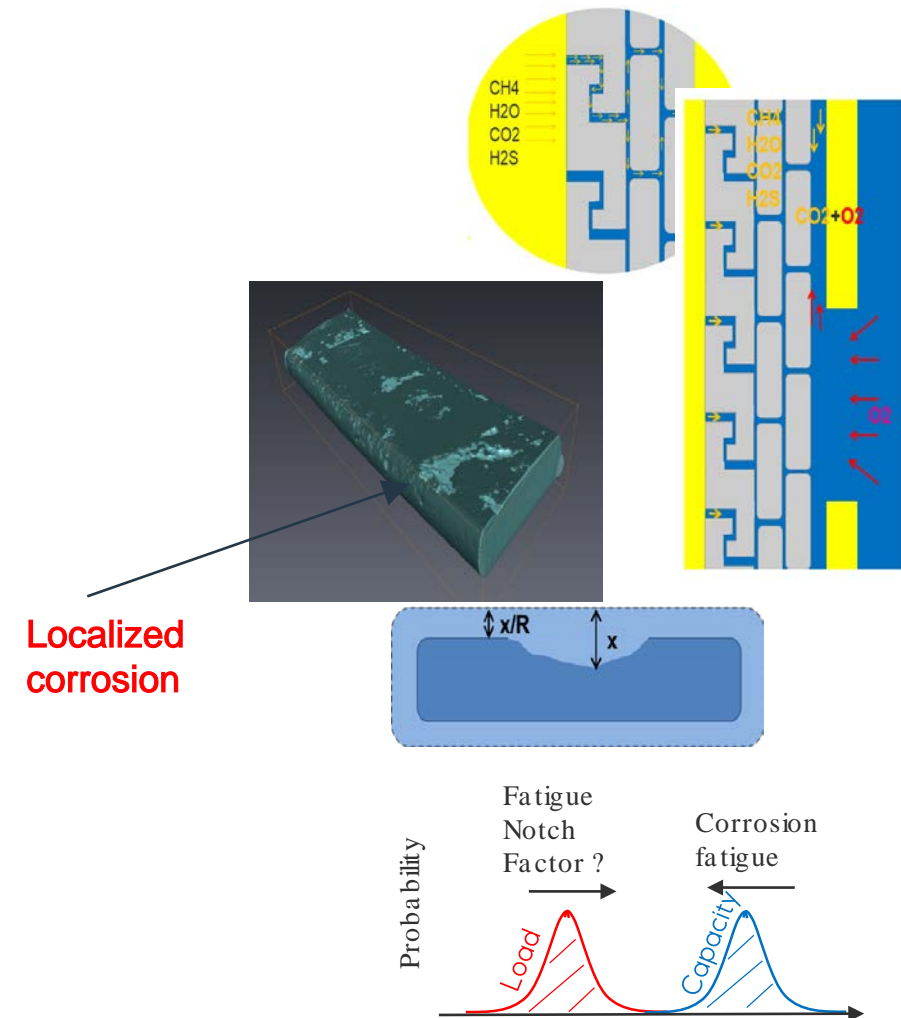 CH4
H2O
CO2
H2S
CH4
H2O
CO2
H2S
CO2+O2
O2
Localized
corrosion
x/R
x
Fatigue
Notch
Factor ?
Corrosion
fatigue
Probability
Load
Capacity